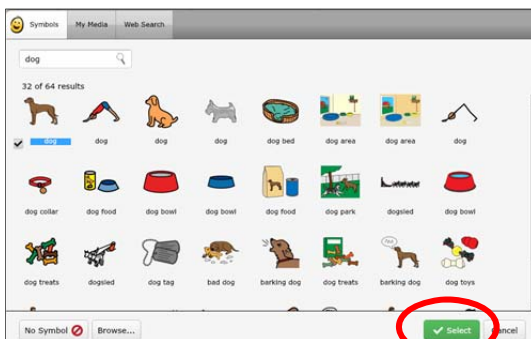 Symbols My Media Web Search
dog
32 of 64 results
dog dog dog dog dog bed dog area dog area dog
dog collar dog food dog bowl dog bowl dog food dog park dogsled dog bowl
dog treats dogsled dog tag bad dog barking dog dog treats barking dog dog toys
No Symbol Browse... Select Cancel